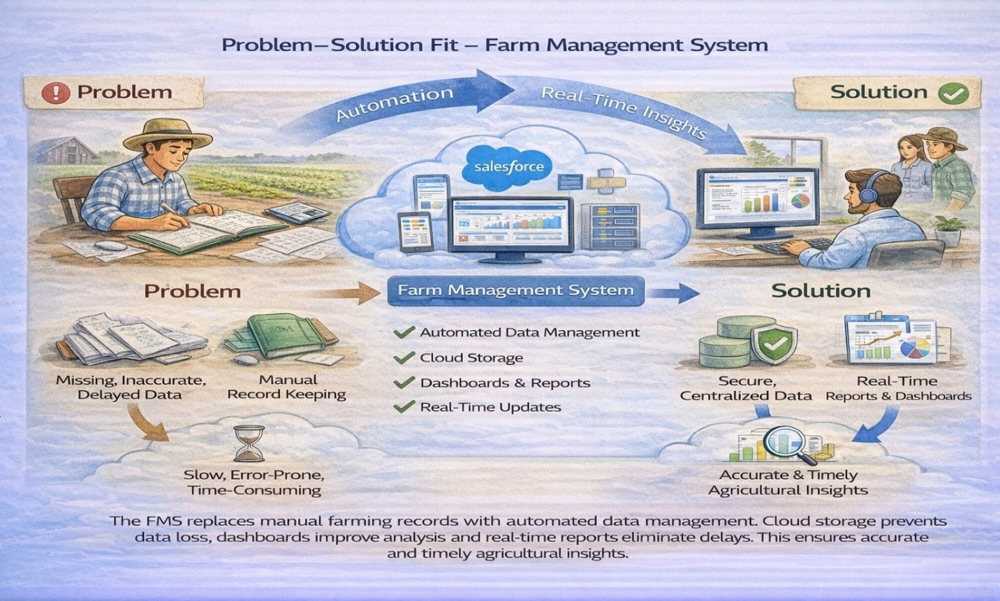 Problem–Solution Fit – Farm Management System
Problem
Automation
Real-Time Insights
Solution
salesforce
Problem
Farm Management System
Solution
Automated Data Management
Cloud Storage
Dashboards & Reports
Real-Time Updates
Missing, Inaccurate,
Delayed Data
Manual
Record Keeping
Secure,
Centralized Data
Real-Time
Reports & Dashboards
Slow, Error-Prone,
Time-Consuming
Accurate & Timely
Agricultural Insights
The FMS replaces manual farming records with automated data management. Cloud storage prevents
data loss, dashboards improve analysis and real-time reports eliminate delays. This ensures accurate
and timely agricultural insights.